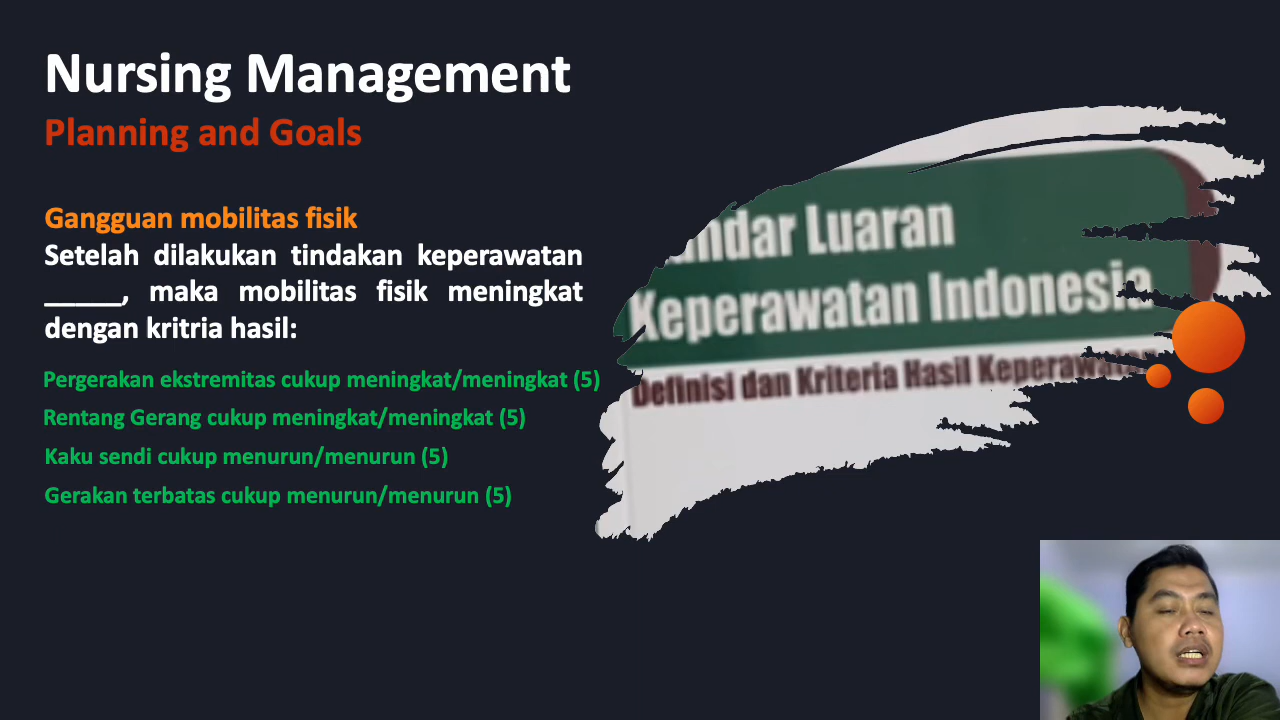 Nursing Management
Planning and Goals
Gangguan mobilitas fisik
Setelah dilakukan tindakan keperawatan
_____, maka mobilitas fisik meningkat
dengan kritria hasil:
Pergerakan ekstremitas cukup meningkat/meningkat (5)
Rentang Gerang cukup meningkat/meningkat (5)
Kaku sendi cukup menurun/menurun (5)
Gerakan terbatas cukup menurun/menurun (5)
ndar Luaran
Keperawatan Indonesia
Definisi dan Kriteria Hasil Keperawatan